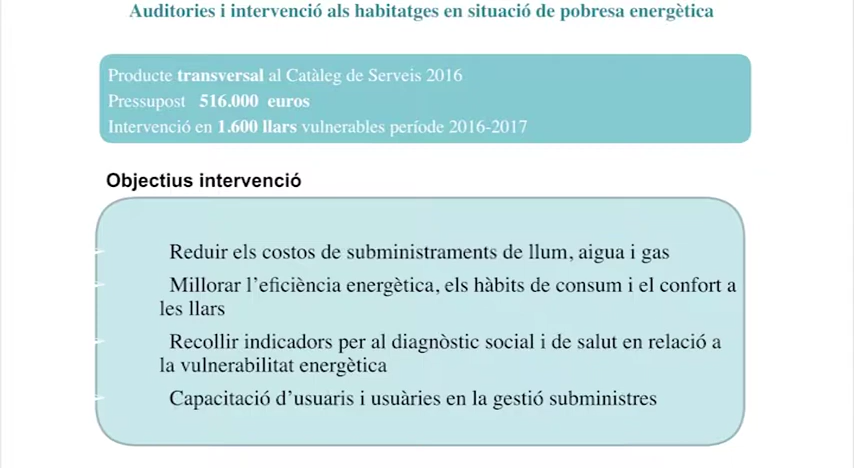 Auditories i intervenció als habitatges en situació de pobresa energètica
Producte transversal al Catàleg de Serveis 2016
Pressupost 516.000 euros
Intervenció en 1.600 llars vulnerables període 2016-2017
Objectius intervenció
Reduir els costos de subministraments de llum, aigua i gas
Millorar l’eficiència energètica, els hàbits de consum i el confort a
les llars
Recollir indicadors per al diagnòstic social i de salut en relació a
la vulnerabilitat energètica
Capacitació d’usuaris i usuàries en la gestió subministres